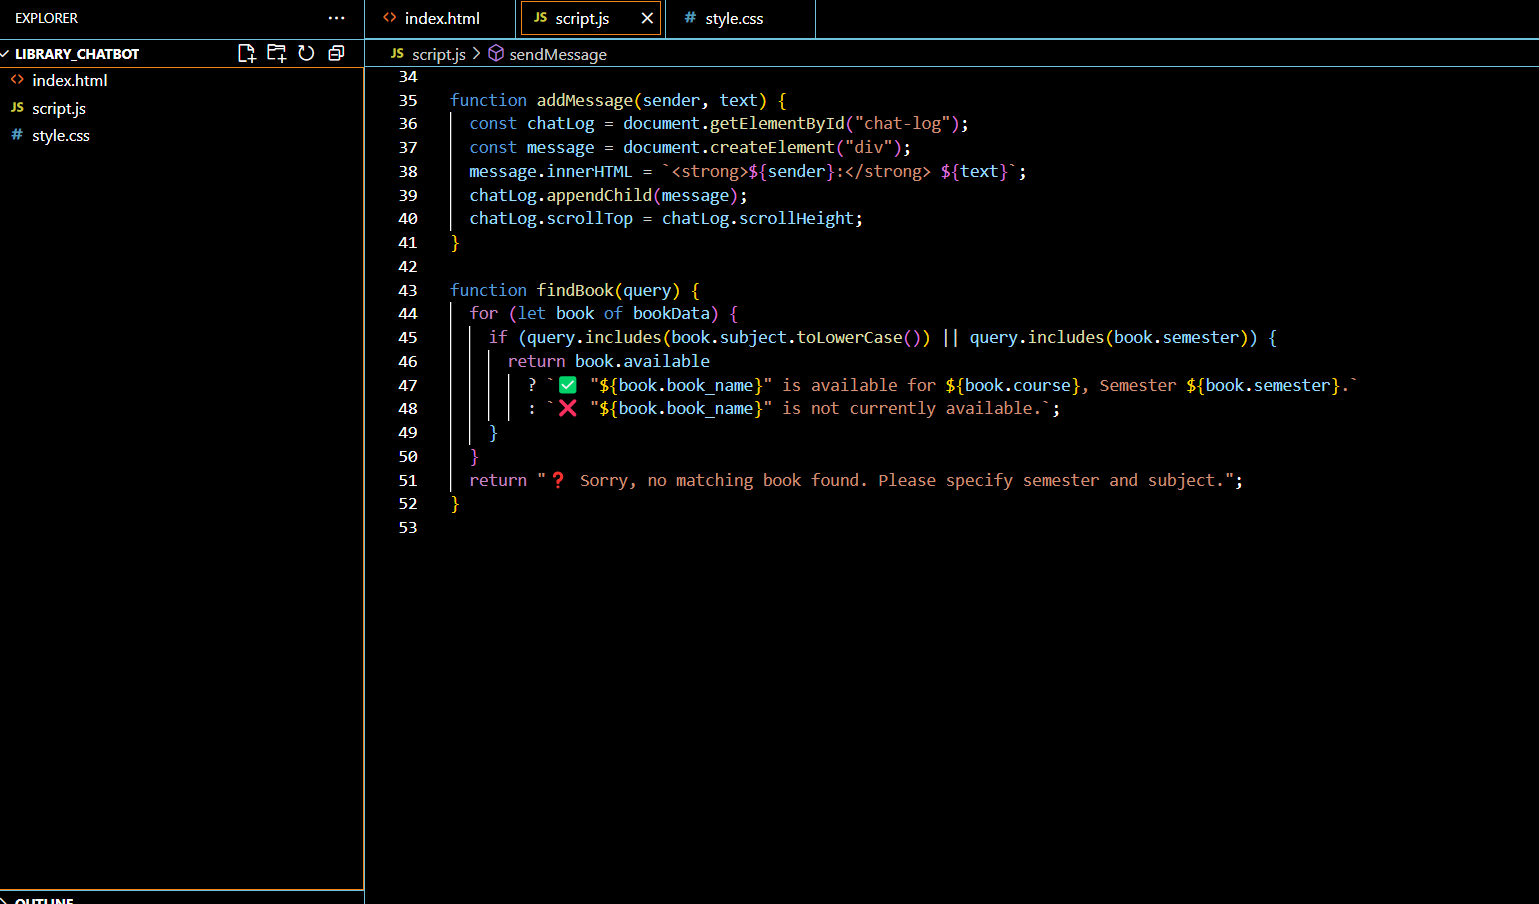 EXPLORER ...
LIBRARY_CHATBOT
<> index.html
JS script.js
# style.css
<> index.html
JS script.js
# style.css
JS script.js > sendMessage
34
35 function addMessage(sender, text) {
36 const chatLog = document.getElementById("chat-log");
37 const message = document.createElement("div");
38 message.innerHTML = `<strong>${sender}:</strong> ${text}`;
39 chatLog.appendChild(message);
40 chatLog.scrollTop = chatLog.scrollHeight;
41 }
42
43 function findBook(query) {
44 for (let book of bookData) {
45 if (query.includes(book.subject.toLowerCase()) || query.includes(book.semester)) {
46 return book.available
47 ? `✅ "${book.book_name}" is available for ${book.course}, Semester ${book.semester}.`
48 : `❌ "${book.book_name}" is not currently available.`;
49 }
50 }
51 return "❓ Sorry, no matching book found. Please specify semester and subject.";
52 }
53
OUTLINE